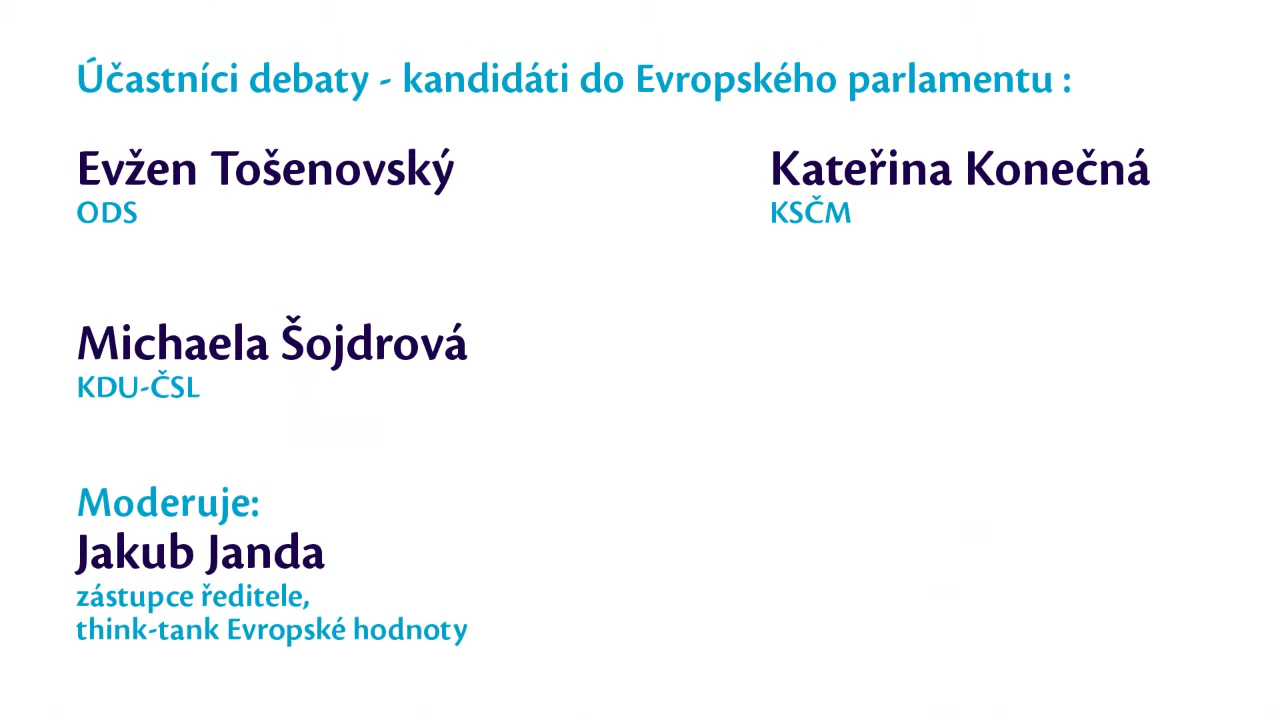 Účastníci debaty - kandidáti do Evropského parlamentu :
Evžen Tošenovský
ODS
Kateřina Konečná
KSČM
Michaela Šojdrová
KDU-ČSL
Moderuje:
Jakub Janda
zástupce ředitele,
think-tank Evropské hodnoty